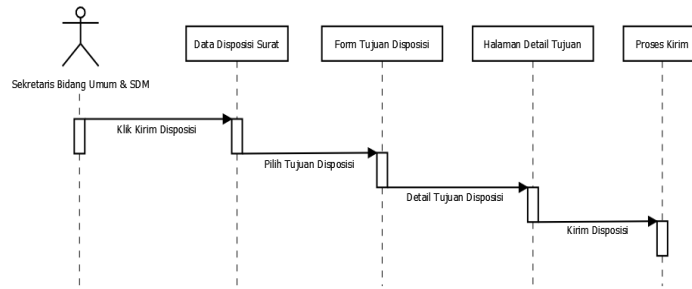 Data Disposisi Surat
Form Tujuan Disposisi
Halaman Detail Tujuan
Proses Kirim
Sekretaris Bidang Umum & SDM
Klik Kirim Disposisi
Pilih Tujuan Disposisi
Detail Tujuan Disposisi
Kirim Disposisi